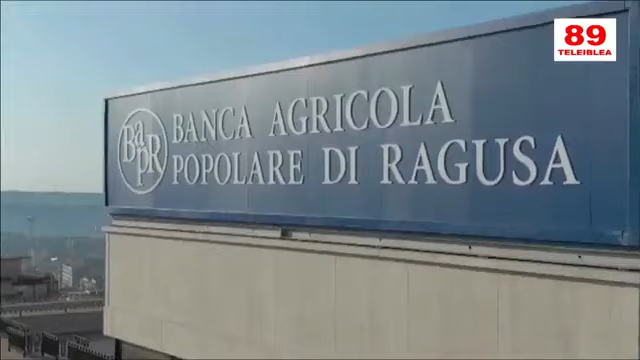 89
TELEIBLEA
BapR
BANCA AGRICOLA
POPOLARE DI RAGUSA